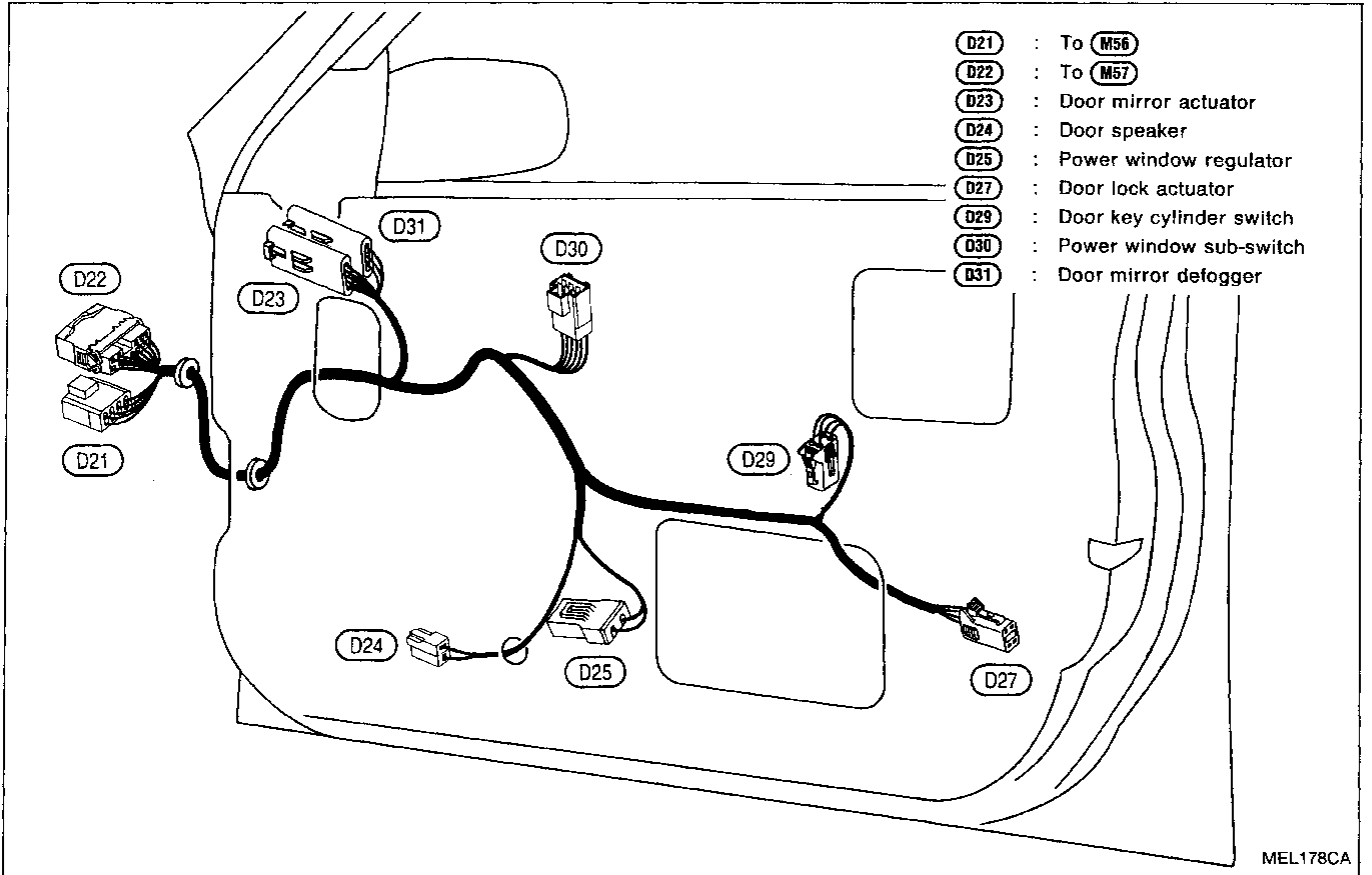 D21 : To M56
D22 : To M57
D23 : Door mirror actuator
D24 : Door speaker
D25 : Power window regulator
D27 : Door lock actuator
D29 : Door key cylinder switch
D30 : Power window sub-switch
D31 : Door mirror defogger
D31
D30
D22
D23
D21
D29
D24
D25
D27
MEL178CA